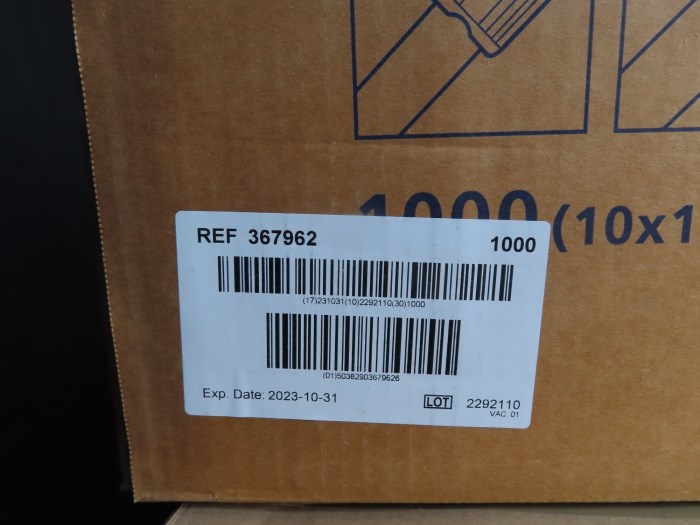 1000 (10x1
REF 367962 1000
(17)231031(10)2292110(30)1000
(01)50382903679626
Exp. Date: 2023-10-31 LOT 2292110
VAC 01